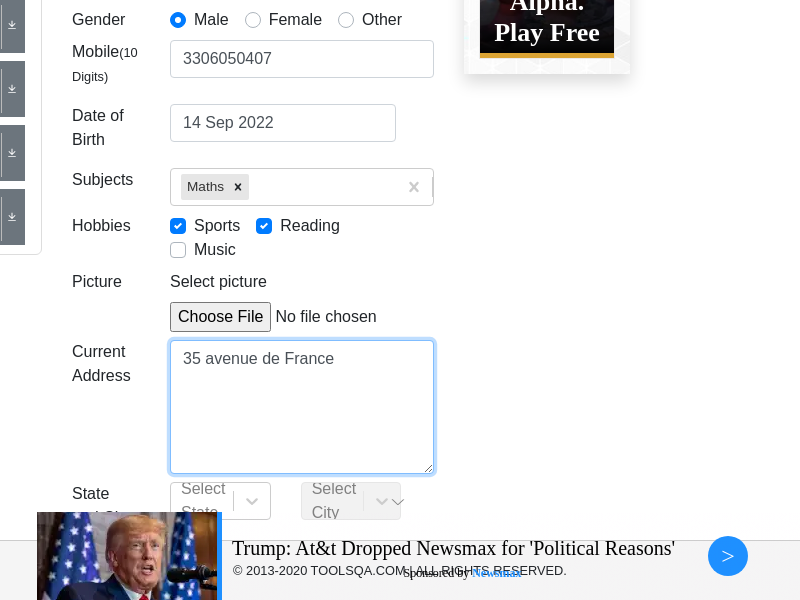 Gender
Male
Female
Other
Alpha.
Play Free
Mobile(10
Digits)
3306050407
Date of
Birth
14 Sep 2022
Subjects
Maths
Hobbies
Sports
Reading
Music
Picture
Select picture
Choose File No file chosen
Current
Address
35 avenue de France
State
Select
State
Select
City
Trump: At&t Dropped Newsmax for 'Political Reasons'
© 2013-2020 TOOLSQA.COM | ALL RIGHTS RESERVED.
Sponsored by Newsmax
>